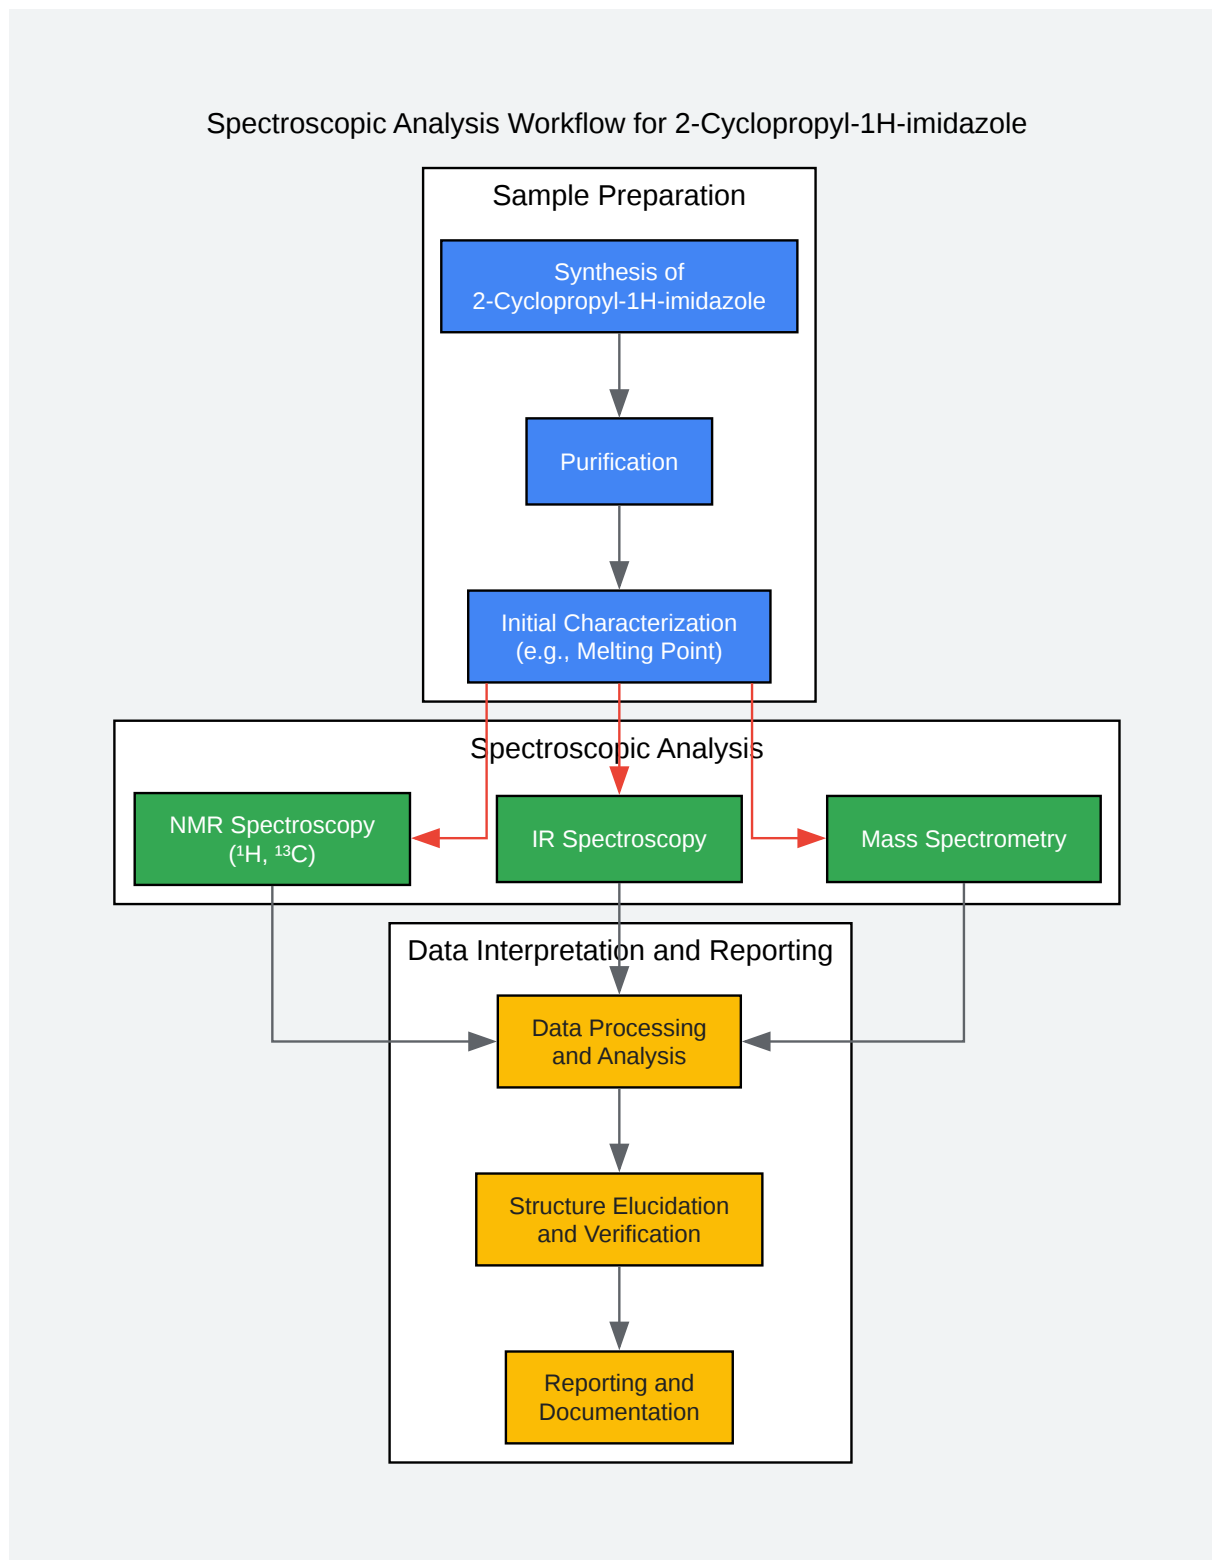 Spectroscopic Analysis Workflow for 2-Cyclopropyl-1H-imidazole
Sample Preparation
Synthesis of
2-Cyclopropyl-1H-imidazole
Purification
Initial Characterization
(e.g., Melting Point)
Spectroscopic Analysis
NMR Spectroscopy
(¹H, ¹³C)
IR Spectroscopy
Mass Spectrometry
Data Interpretation and Reporting
Data Processing
and Analysis
Structure Elucidation
and Verification
Reporting and
Documentation